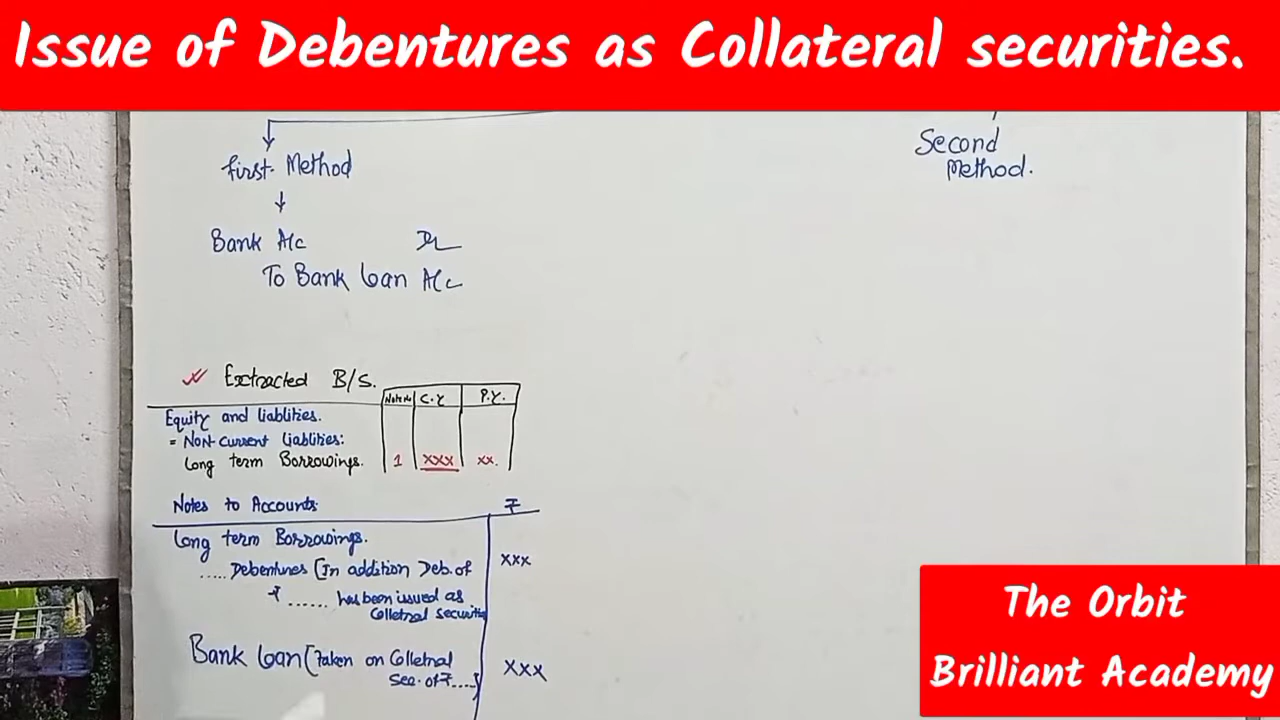 Issue of Debentures as Collateral securities.
First Method
Second
Method.
Bank A/c Dr
To Bank Loan A/c
Extracted B/S.
Note No C.Y P.Y.
Equity and liablities.
= Non-Current liablities:
Long term Borrowings. 1 xxx xx.
Notes to Accounts ₹
Long term Borrowings.
..... Debentures (In addition Deb. of xxx
₹ ...... has been issued as
Colletral securities
Bank Loan (taken on Colletral xxx
Sec. of ₹.....)
The Orbit
Brilliant Academy